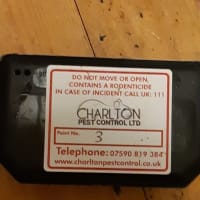 DO NOT MOVE OR OPEN,
CONTAINS A RODENTICIDE
IN CASE OF INCIDENT CALL UK: 111
CHARLTON
PEST CONTROL LTD
Point No. 3
Telephone: 07590 819 384
www.charltonpestcontrol.co.uk